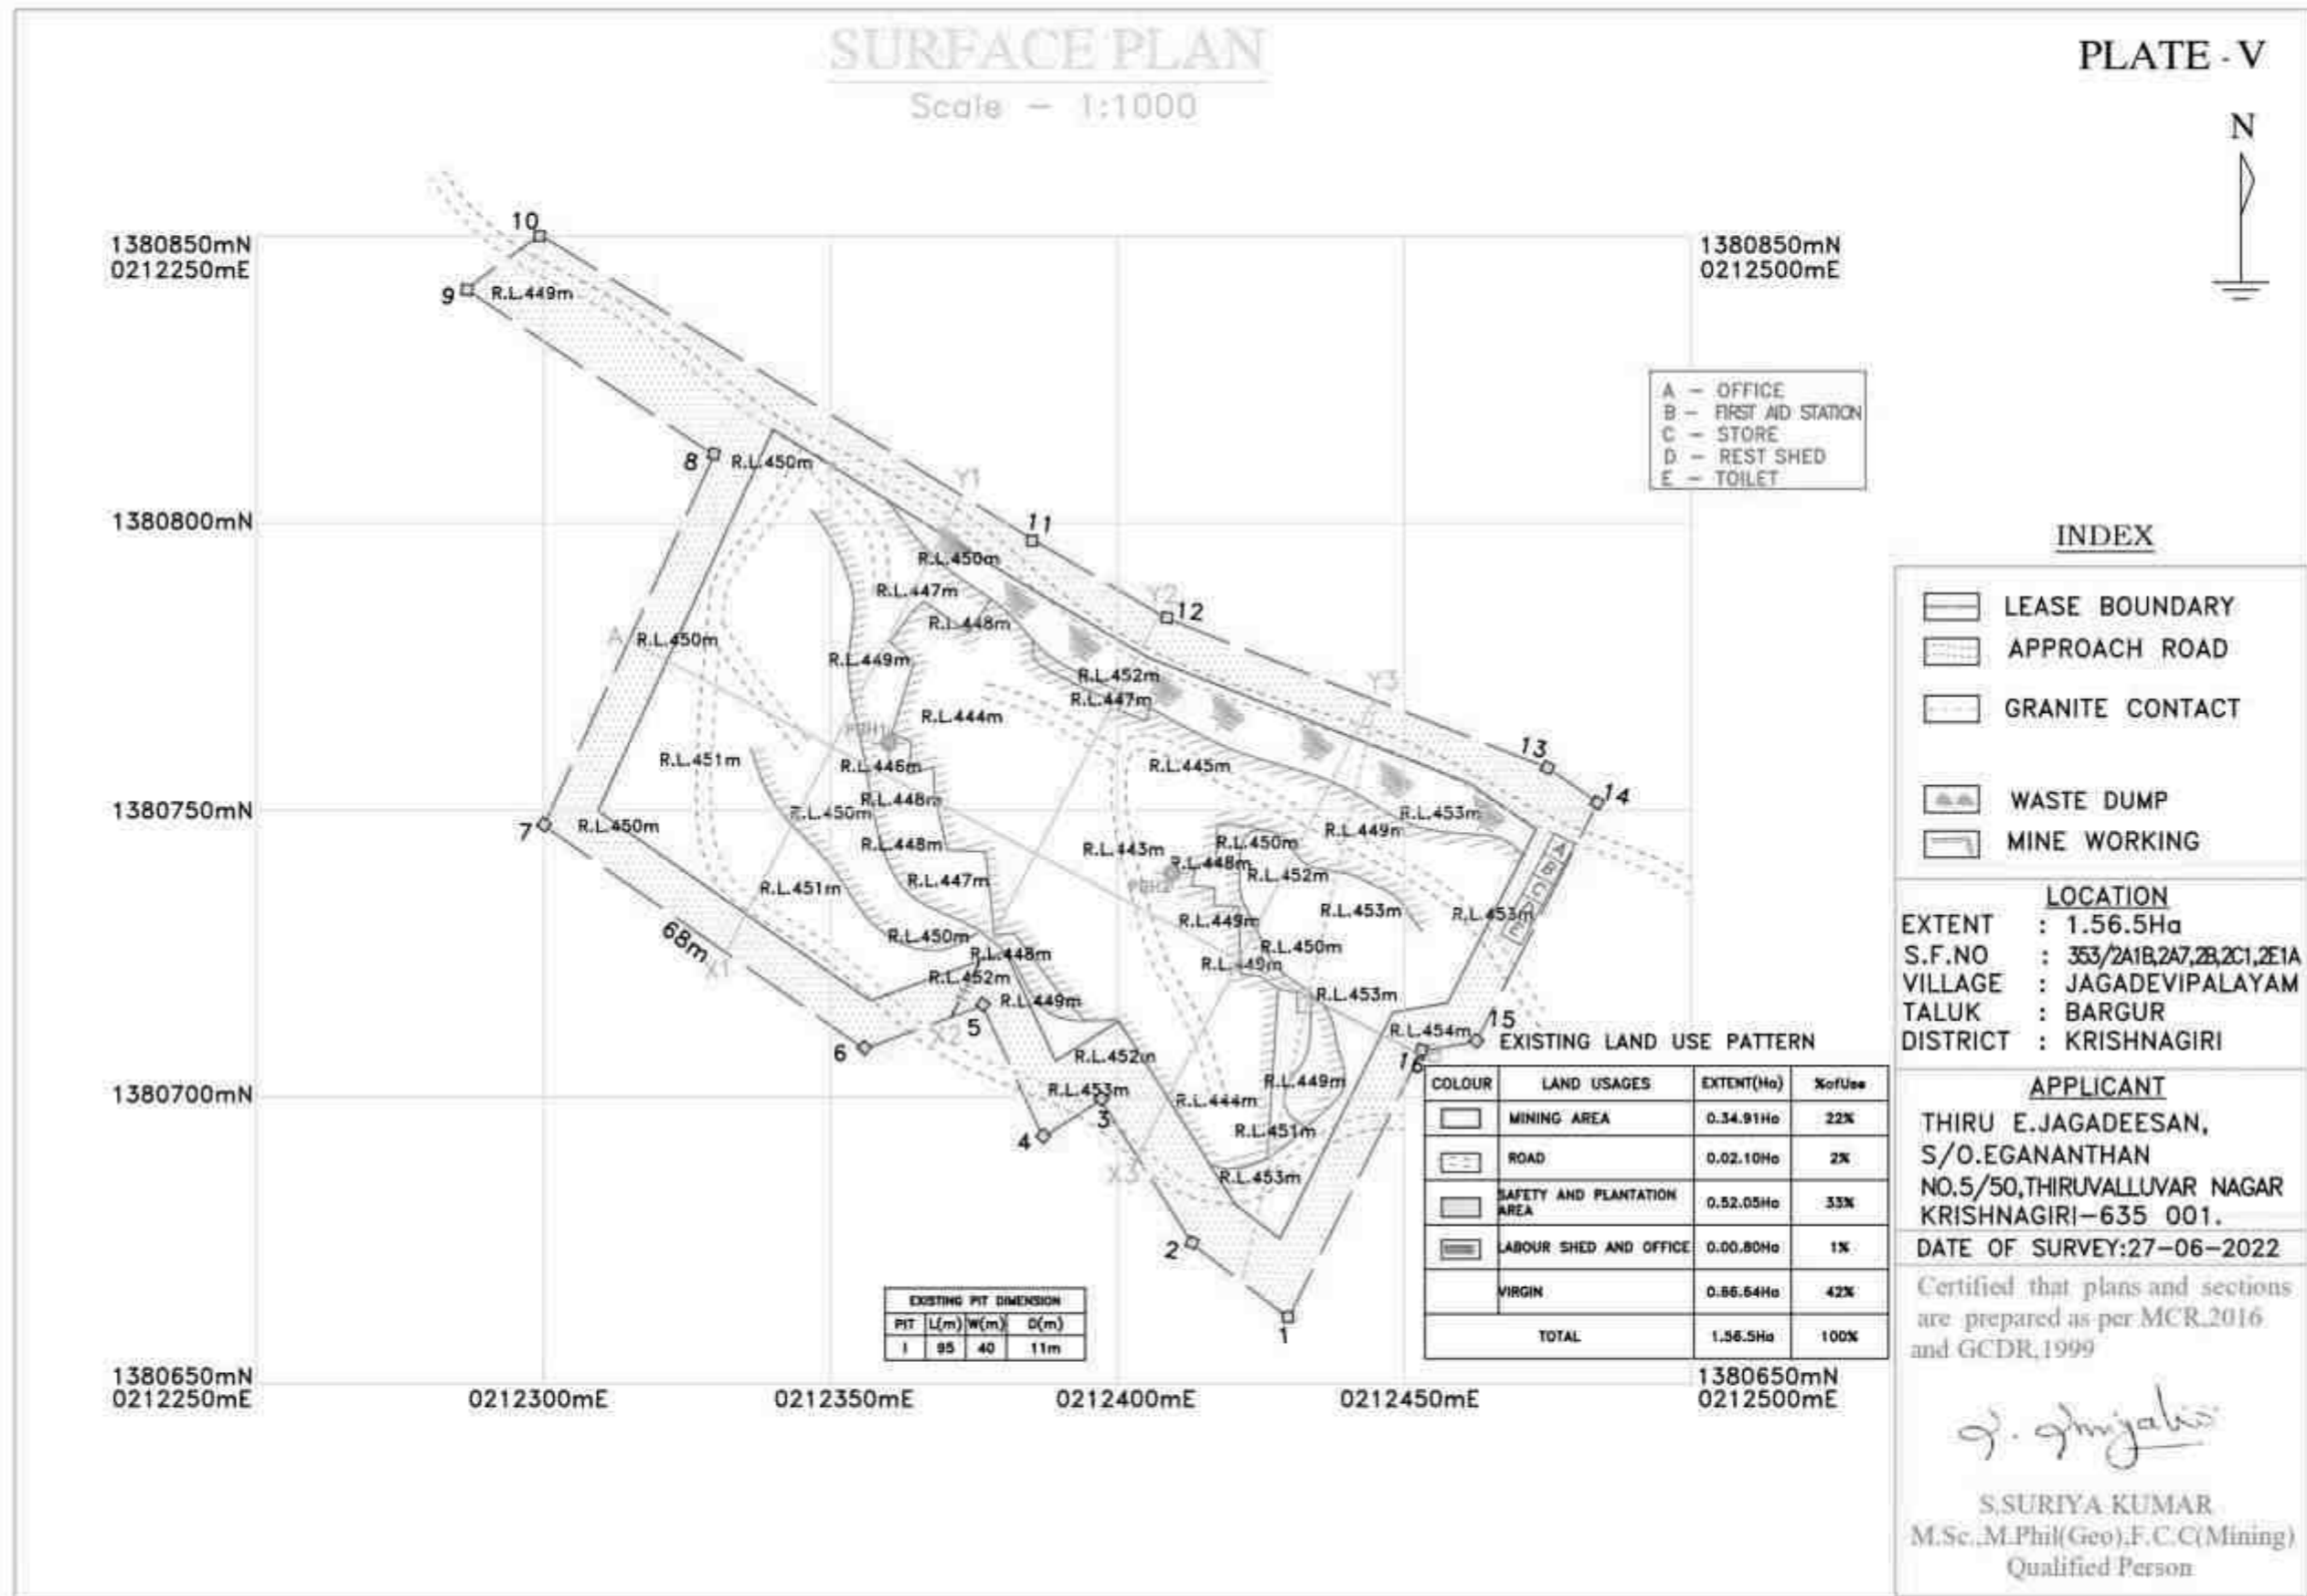 SURFACE PLAN
Scale - 1:1000
PLATE - V
N
10
1380850mN
0212250mE
1380850mN
0212500mE
9
R.L.449m
A - OFFICE
B - FIRST AID STATION
C - STORE
D - REST SHED
E - TOILET
8
R.L.450m
Y1
1380800mN
11
R.L.450m
R.L.447m
Y2
12
R.L.448m
A
R.L.450m
R.L.449m
R.L.452m
Y3
R.L.447m
R.L.444m
PBH1
13
R.L.451m
R.L.446m
R.L.445m
14
1380750mN
R.L.448m
R.L.450m
R.L.453m
7
R.L.450m
R.L.449m
R.L.448m
R.L.450m
R.L.443m
R.L.448m
A
B
C
D
E
R.L.451m
R.L.447m
PBH2
R.L.452m
R.L.449m
R.L.453m
R.L.453m
68m
X1
R.L.450m
R.L.448m
R.L.450m
R.L.449m
R.L.452m
5
R.L.449m
R.L.453m
X2
6
R.L.454m
15
16
R.L.452m
1380700mN
R.L.453m
3
R.L.449m
R.L.444m
4
R.L.451m
X3
R.L.453m
2
1
1380650mN
0212250mE
0212300mE
0212350mE
0212400mE
0212450mE
1380650mN
0212500mE
EXISTING PIT DIMENSION
PIT L(m) W(m) D(m)
I 95 40 11m
EXISTING LAND USE PATTERN
COLOUR LAND USAGES EXTENT(Ha) %ofUse
MINING AREA 0.34.91Ha 22%
ROAD 0.02.10Ha 2%
SAFETY AND PLANTATION
AREA 0.52.05Ha 33%
LABOUR SHED AND OFFICE 0.00.80Ha 1%
VIRGIN 0.66.64Ha 42%
TOTAL 1.56.5Ha 100%
INDEX
LEASE BOUNDARY
APPROACH ROAD
GRANITE CONTACT
WASTE DUMP
MINE WORKING
LOCATION
EXTENT : 1.56.5Ha
S.F.NO : 353/2A1B,2A7,2B,2C1,2E1A
VILLAGE : JAGADEVIPALAYAM
TALUK : BARGUR
DISTRICT : KRISHNAGIRI
APPLICANT
THIRU E.JAGADEESAN,
S/O.EGANANTHAN
NO.5/50,THIRUVALLUVAR NAGAR
KRISHNAGIRI-635 001.
DATE OF SURVEY:27-06-2022
Certified that plans and sections
are prepared as per MCR,2016
and GCDR,1999
S.SURIYA KUMAR
M.Sc.,M.Phil(Geo),F.C.C(Mining)
Qualified Person